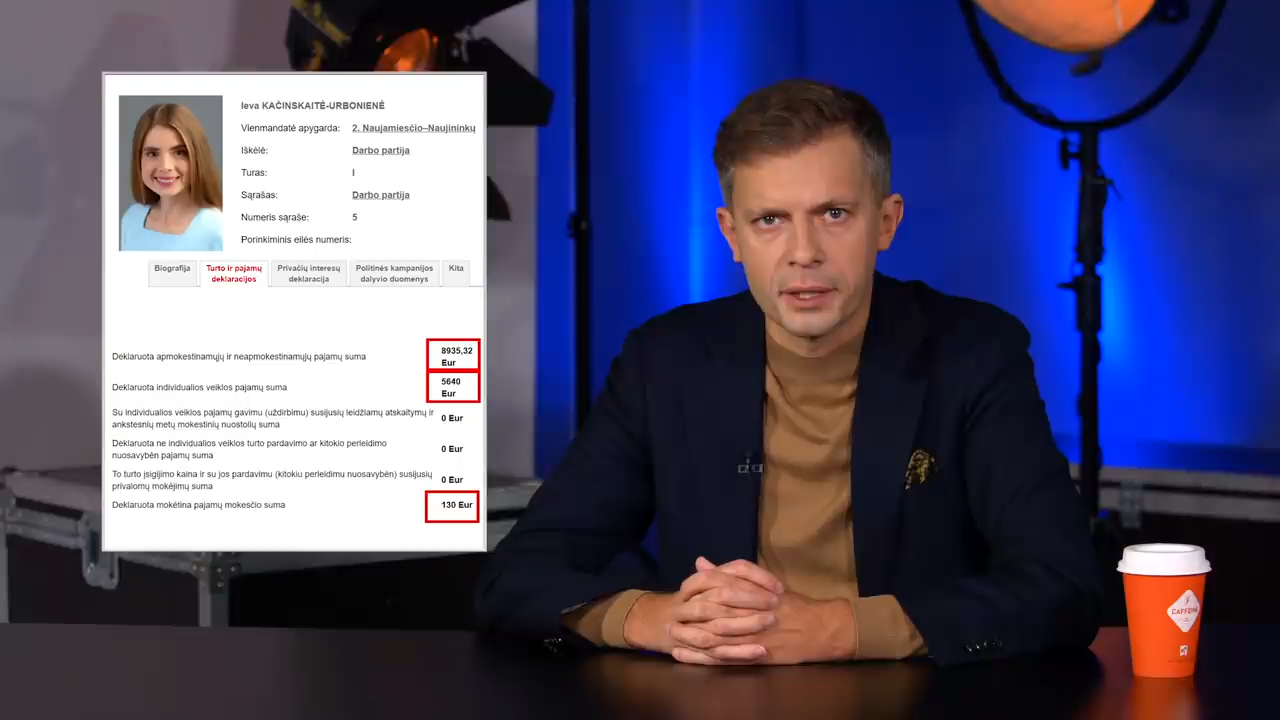 Ieva KAČINSKAITĖ-URBONIENĖ
Vienmandatė apygarda: 2. Naujamiesčio–Naujininkų
Iškėlė: Darbo partija
Turas: I
Sąrašas: Darbo partija
Numeris sąraše: 5
Porinkiminis eilės numeris:
Biografija
Turto ir pajamų
deklaracijos
Privačių interesų
deklaracija
Politinės kampanijos
dalyvio duomenys
Kita
Deklaruota apmokestinamųjų ir neapmokestinamųjų pajamų suma
8935,32
Eur
Deklaruota individualios veiklos pajamų suma
5640
Eur
Su individualios veiklos pajamų gavimu (uždirbimu) susijusių leidžiamų atskaitymų ir
ankstesnių metų mokestinių nuostolių suma
0 Eur
Deklaruota ne individualios veiklos turto pardavimo ar kitokio perleidimo
nuosavybėn pajamų suma
0 Eur
To turto įsigijimo kaina ir su jos pardavimu (kitokiu perleidimu nuosavybėn) susijusių
privalomų mokėjimų suma
0 Eur
Deklaruota mokėtina pajamų mokesčio suma
130 Eur
CAFFEINE